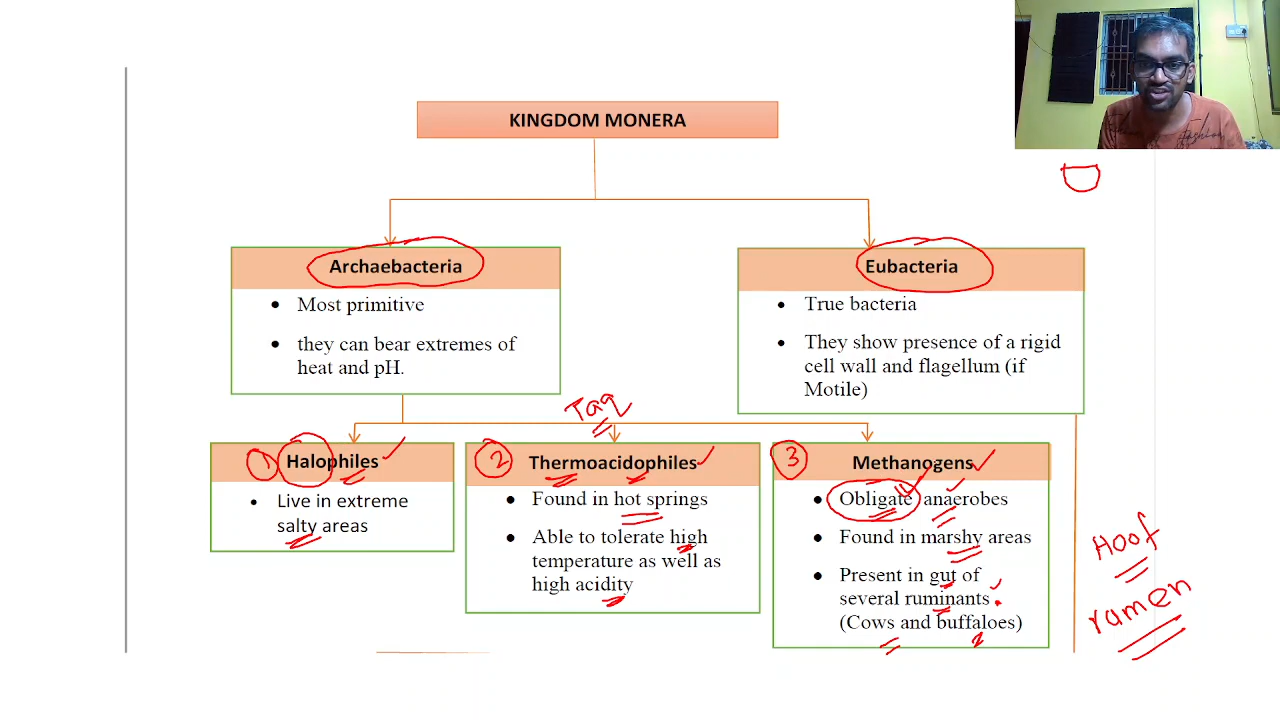 KINGDOM MONERA
Archaebacteria
• Most primitive
• they can bear extremes of
heat and pH.
Eubacteria
• True bacteria
• They show presence of a rigid
cell wall and flagellum (if
Motile)
Taq
1 Halophiles
• Live in extreme
salty areas
2 Thermoacidophiles
• Found in hot springs
• Able to tolerate high
temperature as well as
high acidity
3 Methanogens
• Obligate anaerobes
• Found in marshy areas
• Present in gut of
several ruminants
(Cows and buffaloes)
Hoof
rumen